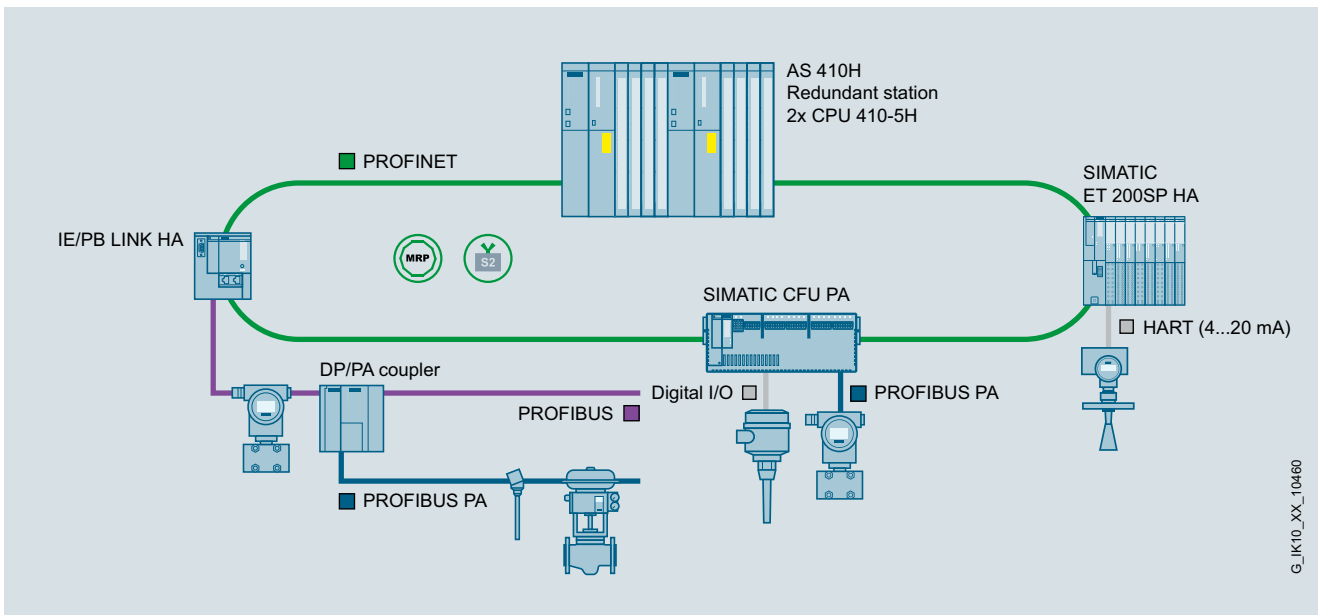 AS 410H
Redundant station
2x CPU 410-5H
PROFINET
SIMATIC
ET 200SP HA
IE/PB LINK HA
MRP
S2
SIMATIC CFU PA
HART (4...20 mA)
DP/PA coupler
Digital I/O
PROFIBUS PA
PROFIBUS
PROFIBUS PA
G_IK10_XX_10460